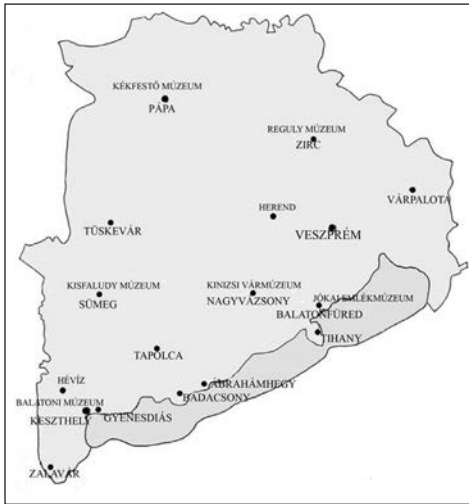 KÉKFESTŐ MÚZEUM
PÁPA
REGULY MÚZEUM
ZIRC
VÁRPALOTA
HEREND
TÜSKEVÁR
VESZPRÉM
KISFALUDY MÚZEUM
SÜMEG
KINIZSI VÁRMÚZEUM
NAGYVÁZSONY
JÓKAI EMLÉKMÚZEUM
BALATONFÜRED
TIHANY
TAPOLCA
HÉVÍZ
ÁBRAHÁMHEGY
BADACSONY
BALATONI MÚZEUM
KESZTHELY
GYENESDIÁS
ZALAVÁR